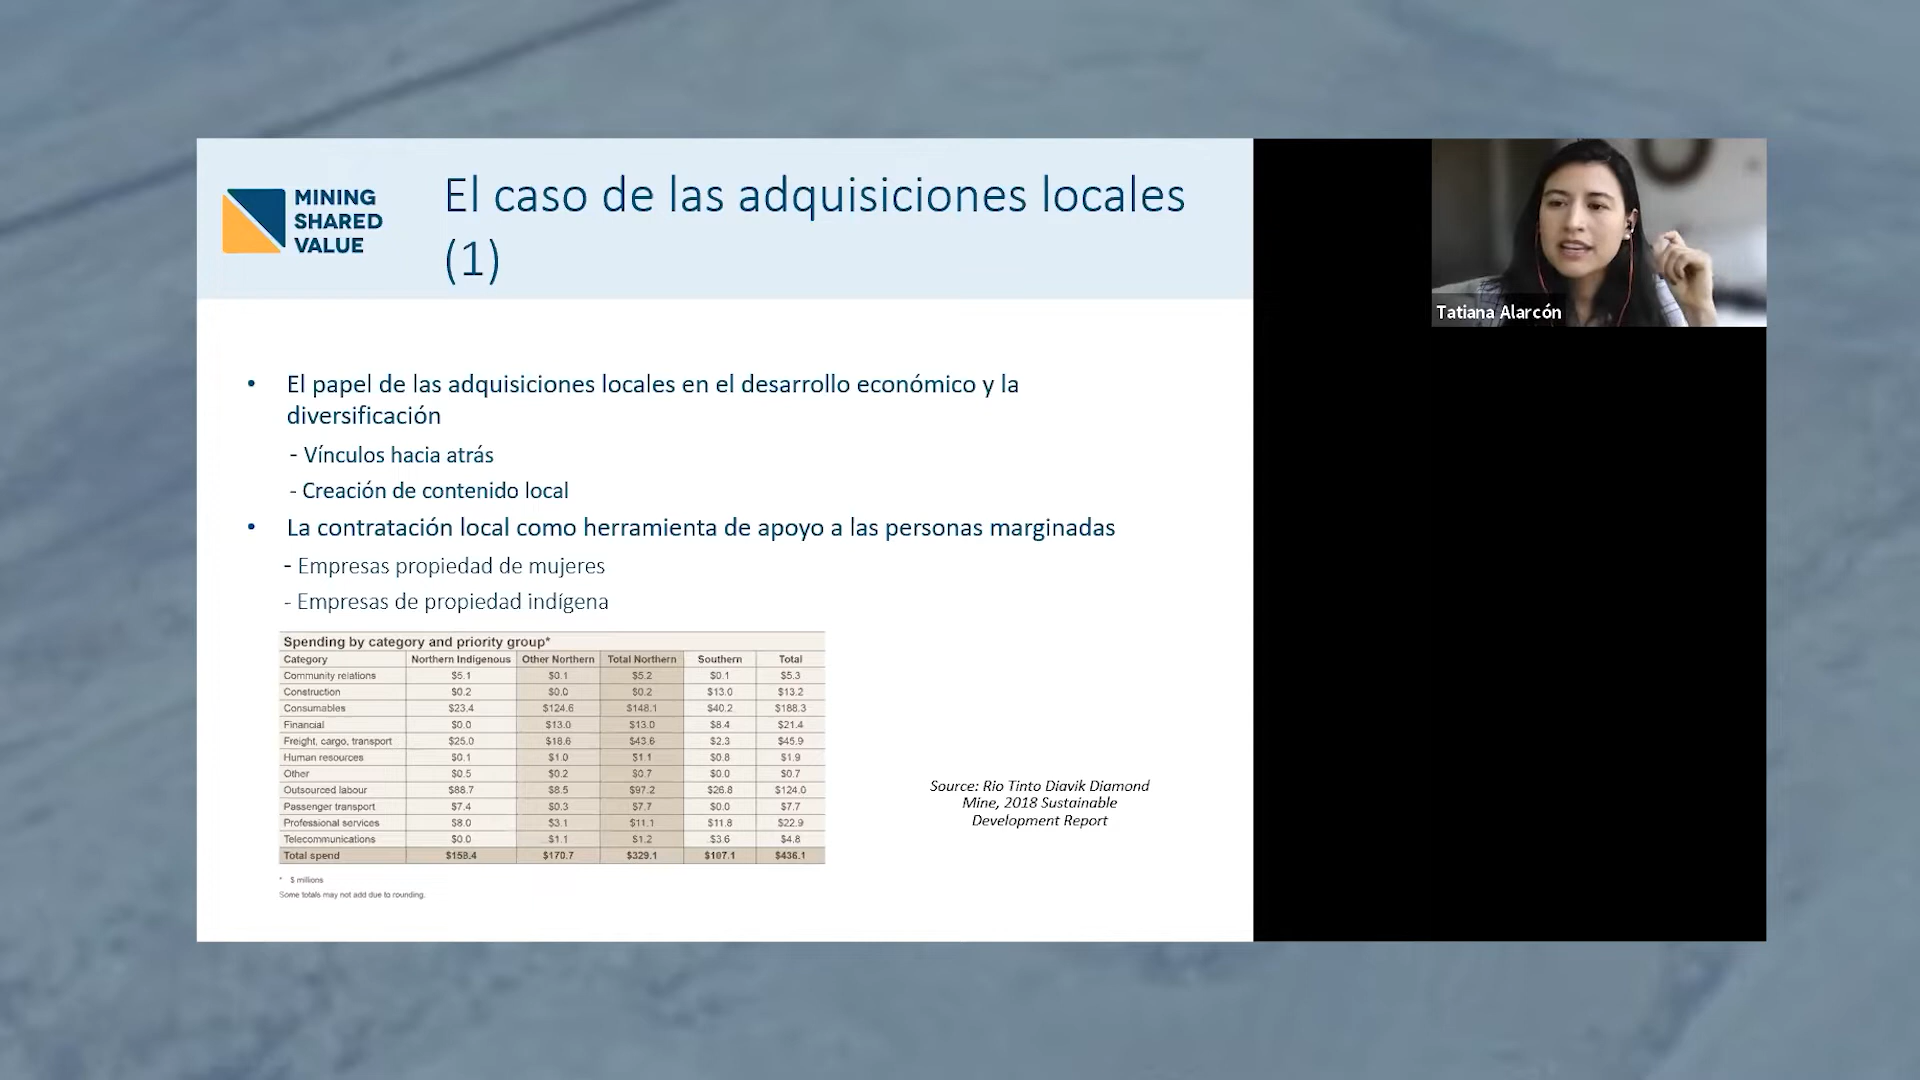 MINING
SHARED
VALUE
El caso de las adquisiciones locales
(1)
Tatiana Alarcón
• El papel de las adquisiciones locales en el desarrollo económico y la
diversificación
- Vínculos hacia atrás
- Creación de contenido local
• La contratación local como herramienta de apoyo a las personas marginadas
- Empresas propiedad de mujeres
- Empresas de propiedad indígena
Spending by category and priority group*
Category Northern Indigenous Other Northern Total Northern Southern Total
Community relations $5.1 $0.1 $5.2 $0.1 $5.3
Construction $0.2 $0.0 $0.2 $13.0 $13.2
Consumables $23.4 $124.6 $148.1 $40.2 $188.3
Financial $0.0 $13.0 $13.0 $8.4 $21.4
Freight, cargo, transport $25.0 $18.6 $43.6 $2.3 $45.9
Human resources $0.1 $1.0 $1.1 $0.8 $1.9
Other $0.5 $0.2 $0.7 $0.0 $0.7
Outsourced labour $88.7 $8.5 $97.2 $26.8 $124.0
Passenger transport $7.4 $0.3 $7.7 $0.0 $7.7
Professional services $8.0 $3.1 $11.1 $11.8 $22.9
Telecommunications $0.0 $1.1 $1.2 $3.6 $4.8
Total spend $158.4 $170.7 $329.1 $107.1 $436.1
* $ millions
Some totals may not add due to rounding.
Source: Rio Tinto Diavik Diamond
Mine, 2018 Sustainable
Development Report